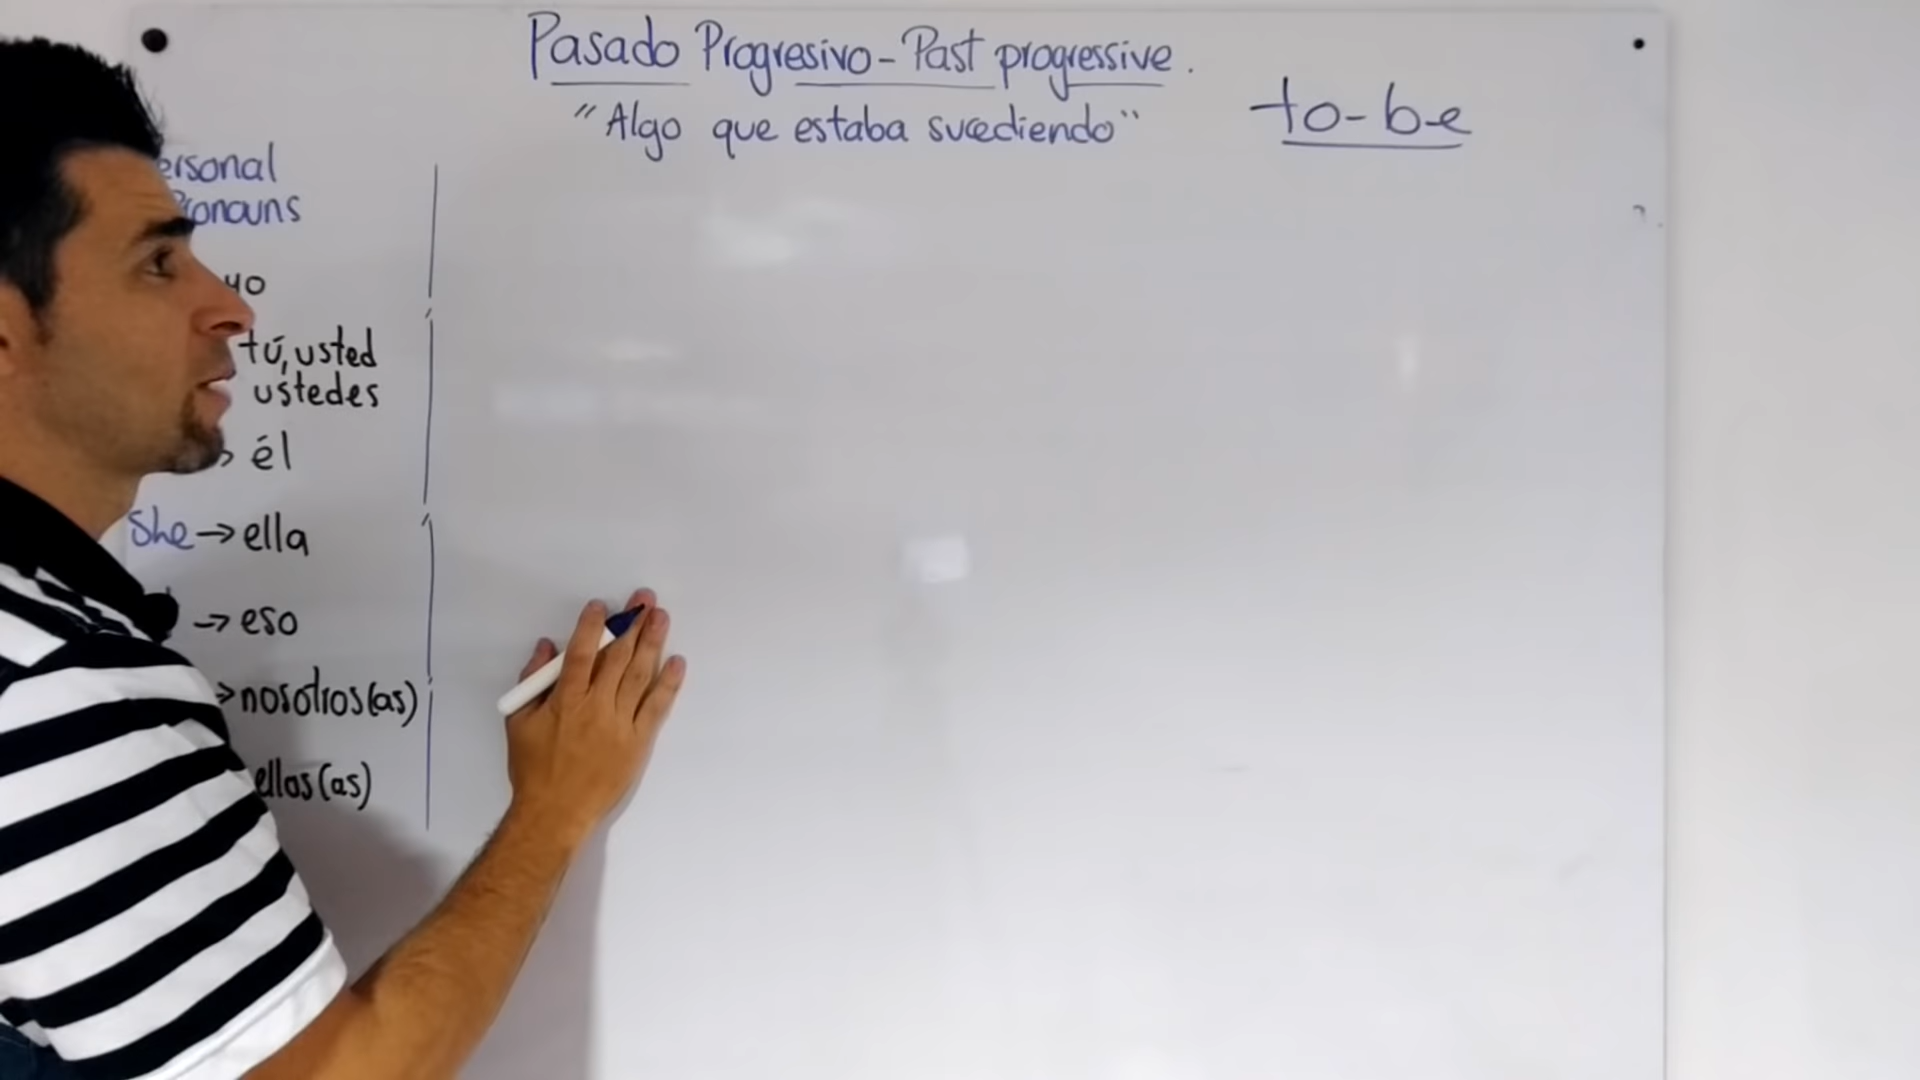 Pasado Progresivo - Past progressive.
"Algo que estaba sucediendo"
to-be
ersonal
ronouns
yo
tú, usted
ustedes
él
She → ella
→ eso
nosotros(as)
ellos(as)